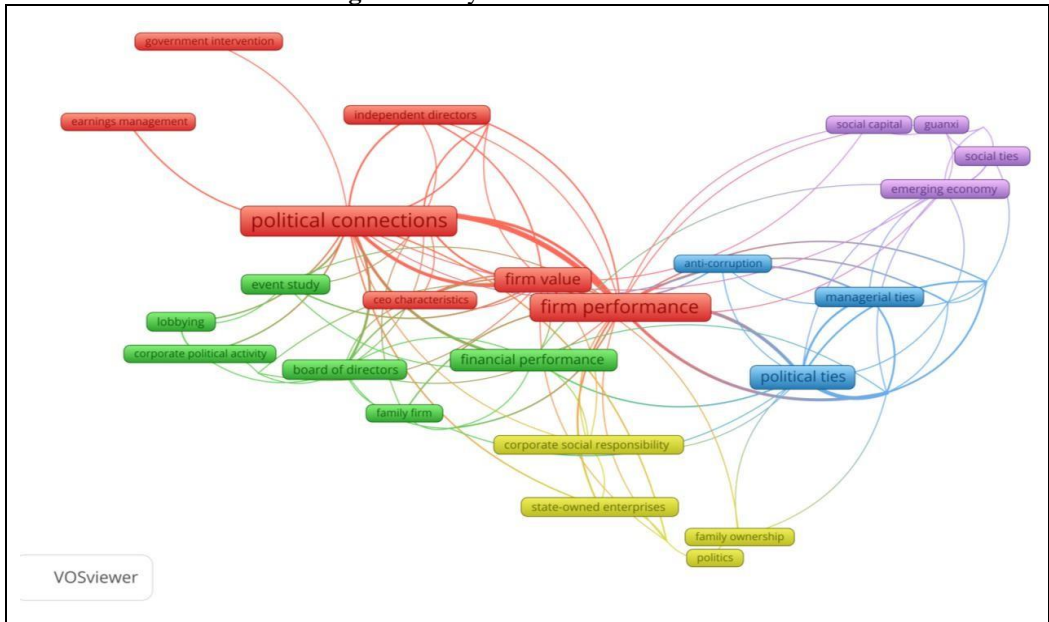 government intervention
earnings management
independent directors
social capital
guanxi
social ties
emerging economy
political connections
anti-corruption
firm value
event study
ceo characteristics
managerial ties
firm performance
lobbying
corporate political activity
financial performance
board of directors
political ties
family firm
corporate social responsibility
state-owned enterprises
family ownership
politics
VOSviewer